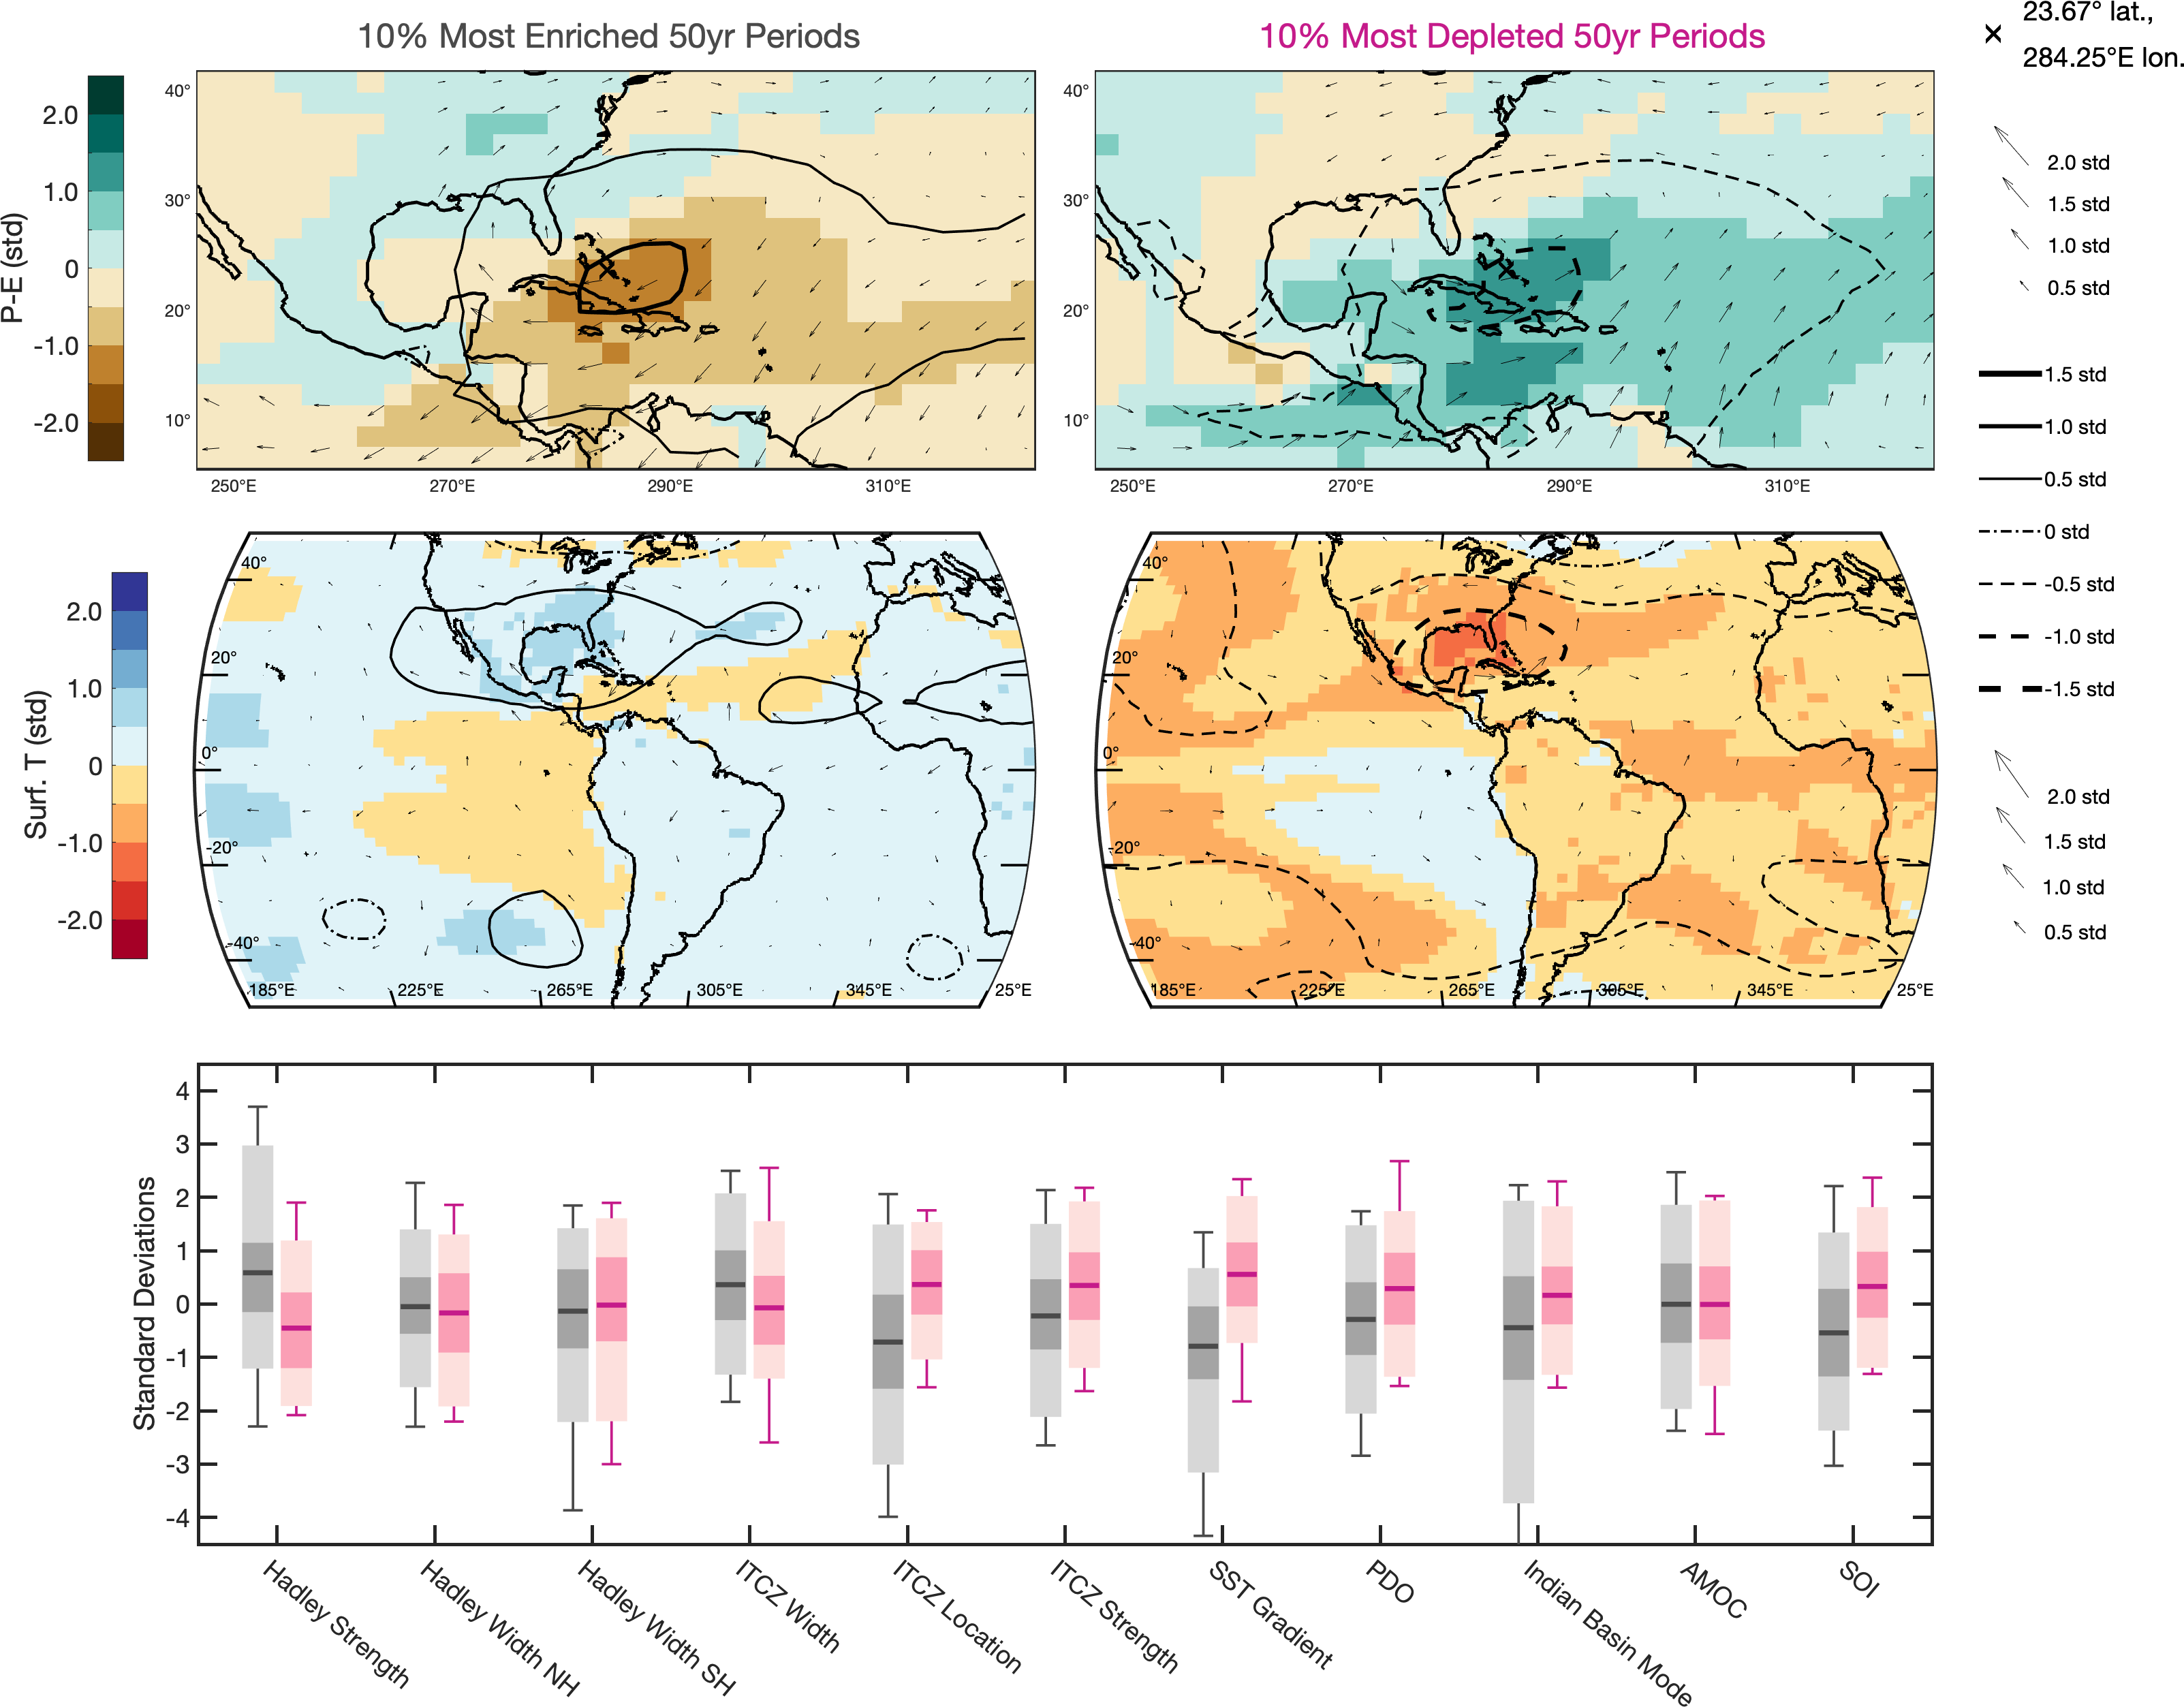 10% Most Enriched 50yr Periods
10% Most Depleted 50yr Periods
23.67° lat.,
284.25°E lon.
P-E (std)
2.0
1.0
0
-1.0
-2.0
40°
30°
20°
10°
250°E
270°E
290°E
310°E
40°
30°
20°
10°
250°E
270°E
290°E
310°E
2.0 std
1.5 std
1.0 std
0.5 std
1.5 std
1.0 std
0.5 std
0 std
-0.5 std
-1.0 std
-1.5 std
Surf. T (std)
2.0
1.0
0
-1.0
-2.0
40°
20°
0°
-20°
-40°
185°E
225°E
265°E
305°E
345°E
25°E
40°
20°
0°
-20°
-40°
185°E
225°E
265°E
305°E
345°E
25°E
2.0 std
1.5 std
1.0 std
0.5 std
Standard Deviations
4
3
2
1
0
-1
-2
-3
-4
Hadley Strength
Hadley Width NH
Hadley Width SH
ITCZ Width
ITCZ Location
ITCZ Strength
SST Gradient
PDO
Indian Basin Mode
AMOC
SOI